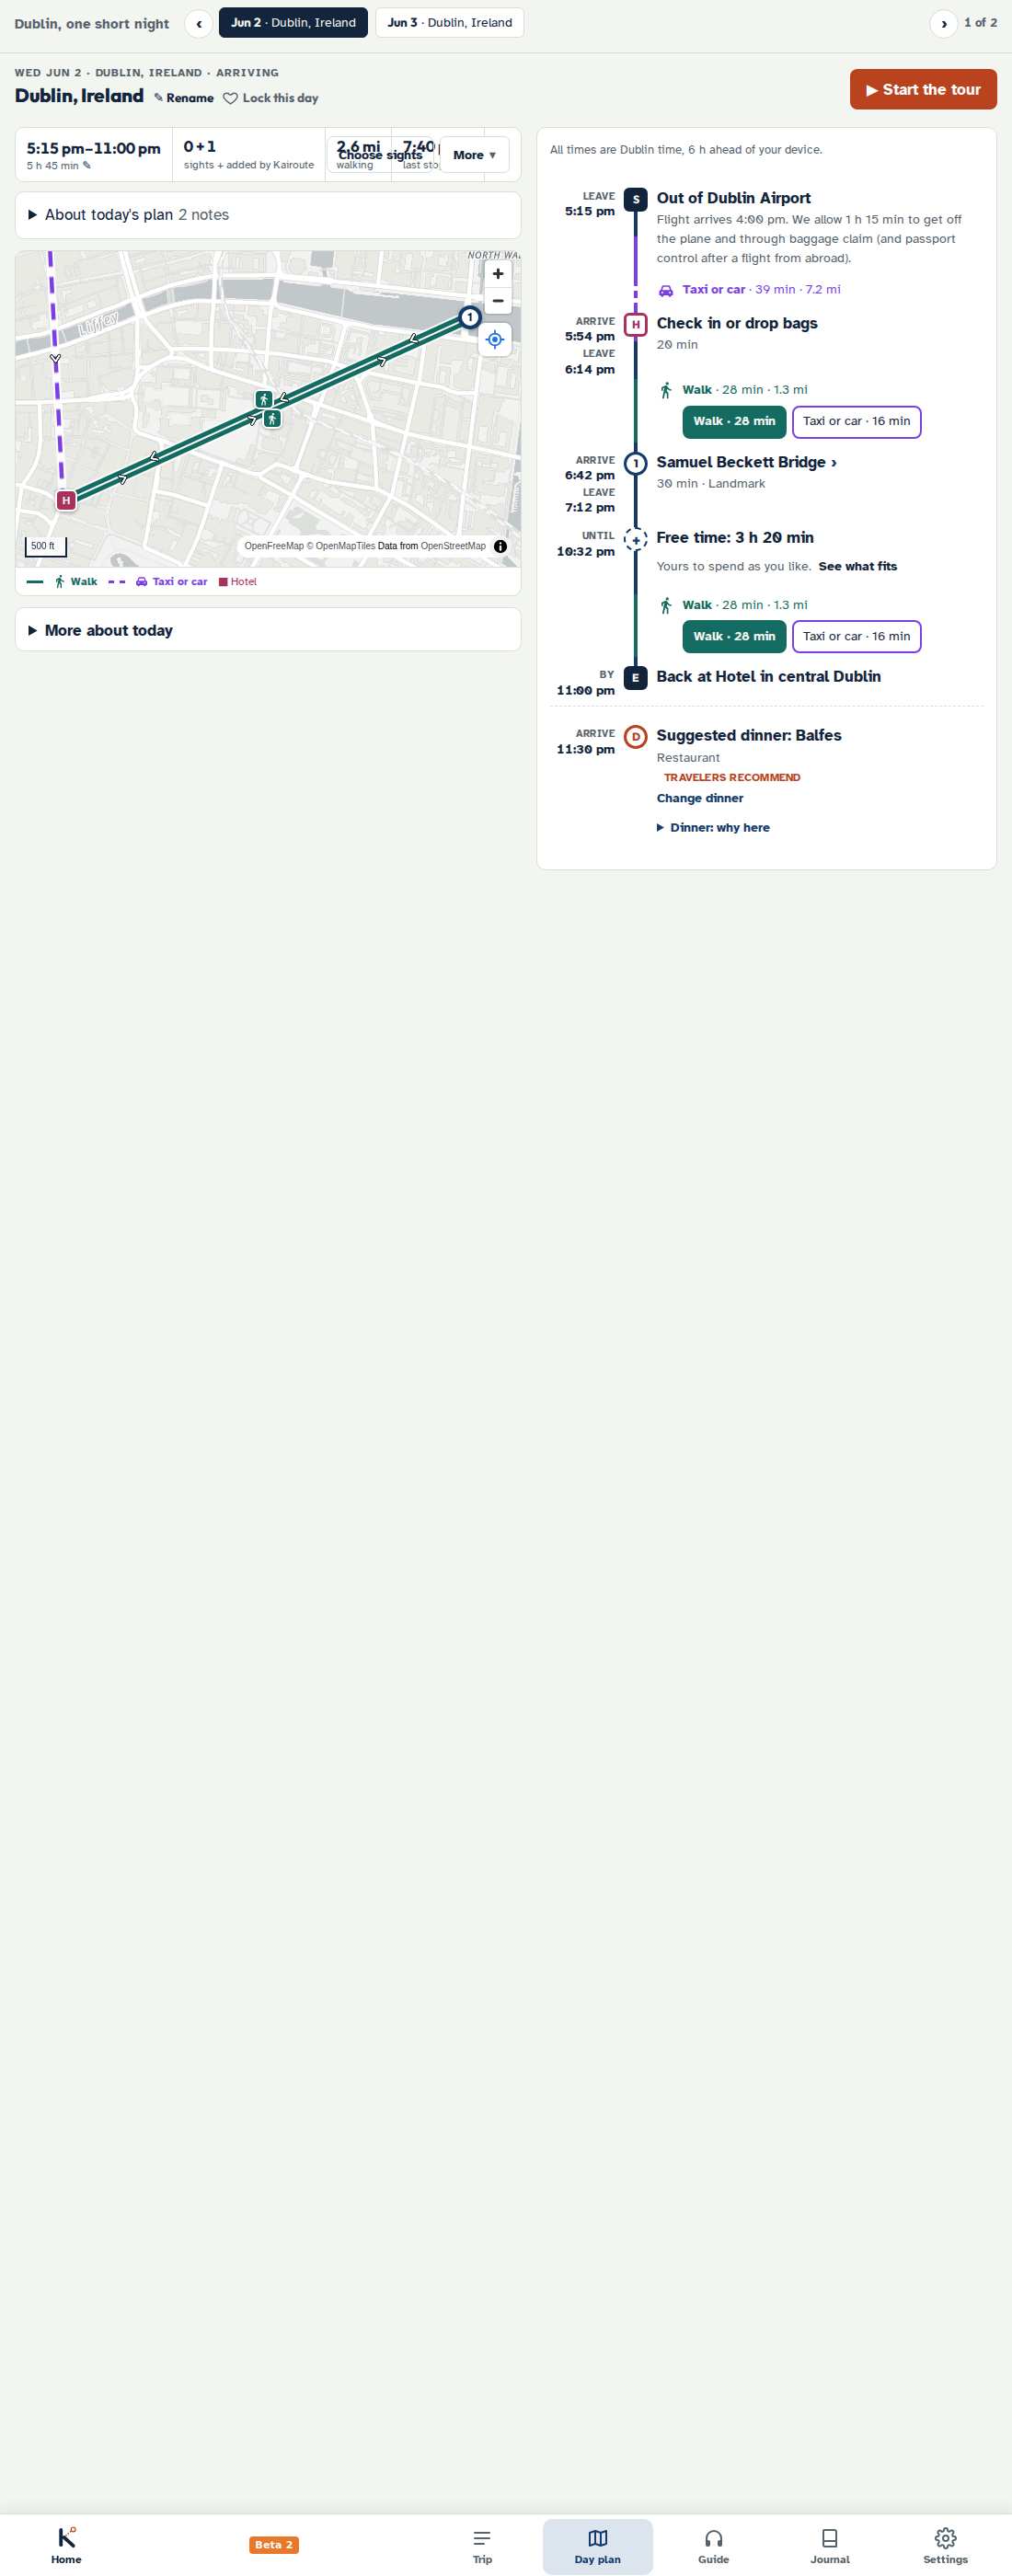 Dublin, one short night
‹
Jun 2 · Dublin, Ireland
Jun 3 · Dublin, Ireland
›
1 of 2
WED JUN 2 · DUBLIN, IRELAND · ARRIVING
Dublin, Ireland
✎ Rename
Lock this day
▶ Start the tour
5:15 pm–11:00 pm
5 h 45 min ✎
0 + 1
sights + added by Kairoute
2.6 mi
walking
7:40
last stop
Choose sights
More ▼
▶ About today's plan 2 notes
NORTH WA
Liffey
+
−
1
H
500 ft
OpenFreeMap © OpenMapTiles Data from OpenStreetMap
Walk
Taxi or car
Hotel
▶ More about today
All times are Dublin time, 6 h ahead of your device.
LEAVE
5:15 pm
S
Out of Dublin Airport
Flight arrives 4:00 pm. We allow 1 h 15 min to get off
the plane and through baggage claim (and passport
control after a flight from abroad).
Taxi or car · 39 min · 7.2 mi
ARRIVE
5:54 pm
LEAVE
6:14 pm
H
Check in or drop bags
20 min
Walk · 28 min · 1.3 mi
Walk · 28 min
Taxi or car · 16 min
ARRIVE
6:42 pm
LEAVE
7:12 pm
1
Samuel Beckett Bridge ›
30 min · Landmark
UNTIL
10:32 pm
+
Free time: 3 h 20 min
Yours to spend as you like. See what fits
Walk · 28 min · 1.3 mi
Walk · 28 min
Taxi or car · 16 min
BY
11:00 pm
E
Back at Hotel in central Dublin
ARRIVE
11:30 pm
D
Suggested dinner: Balfes
Restaurant
TRAVELERS RECOMMEND
Change dinner
▶ Dinner: why here
Home
Beta 2
Trip
Day plan
Guide
Journal
Settings